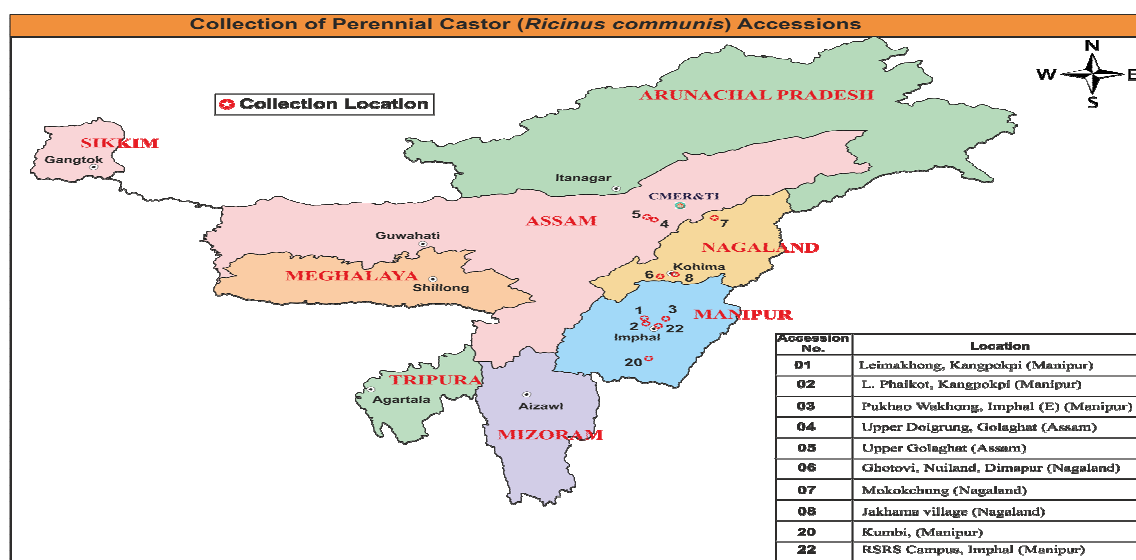 Collection of Perennial Castor (Ricinus communis) Accessions
N
W E
S
Collection Location
ARUNACHAL PRADESH
SIKKIM
Gangtok
Itanagar
CMER&TI
5
4
7
ASSAM
Guwahati
NAGALAND
MEGHALAYA
Shillong
Kohima
6
8
1
3
MANIPUR
2
22
Imphal
20
TRIPURA
Agartala
Aizawl
MIZORAM
Accession No. Location
01 Leimakhong, Kangpokpi (Manipur)
02 L. Phaikot, Kangpokpi (Manipur)
03 Pukhao Wakhong, Imphal (E) (Manipur)
04 Upper Doigrung, Golaghat (Assam)
05 Upper Golaghat (Assam)
06 Ghotovi, Nuiland, Dimapur (Nagaland)
07 Mokokchung (Nagaland)
08 Jakhama village (Nagaland)
20 Kumbi, (Manipur)
22 RSRS Campus, Imphal (Manipur)